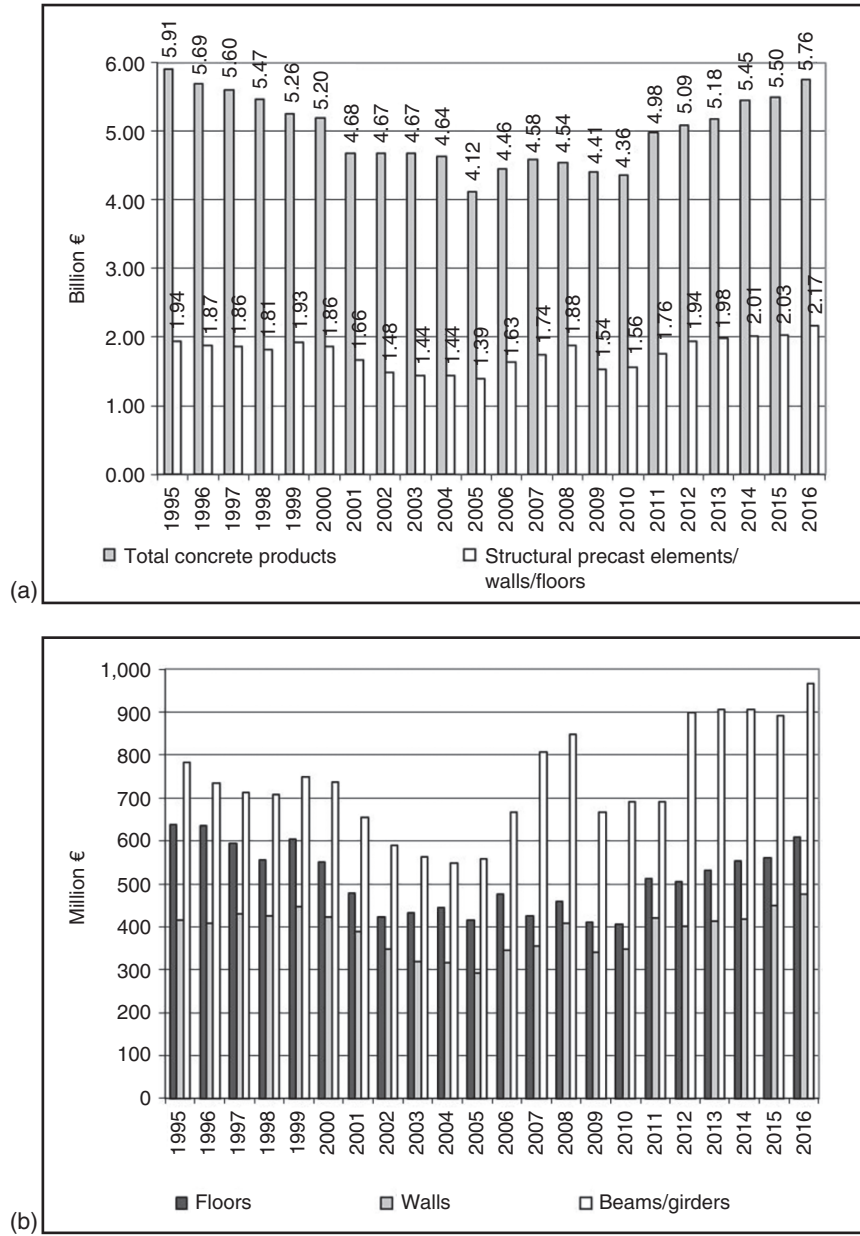 6.00
5.00
4.00
3.00
2.00
1.00
0.00
Billion €
5.91 5.69 5.60 5.47 5.26 5.20 4.68 4.67 4.67 4.64 4.12 4.46 4.58 4.54 4.41 4.36 4.98 5.09 5.18 5.45 5.50 5.76
1.94 1.87 1.86 1.81 1.93 1.86 1.66 1.48 1.44 1.44 1.39 1.63 1.74 1.88 1.54 1.56 1.76 1.94 1.98 2.01 2.03 2.17
1995 1996 1997 1998 1999 2000 2001 2002 2003 2004 2005 2006 2007 2008 2009 2010 2011 2012 2013 2014 2015 2016
Total concrete products
Structural precast elements/
walls/floors
(a)
1,000
900
800
700
600
500
400
300
200
100
0
Million €
1995 1996 1997 1998 1999 2000 2001 2002 2003 2004 2005 2006 2007 2008 2009 2010 2011 2012 2013 2014 2015 2016
Floors Walls Beams/girders
(b)